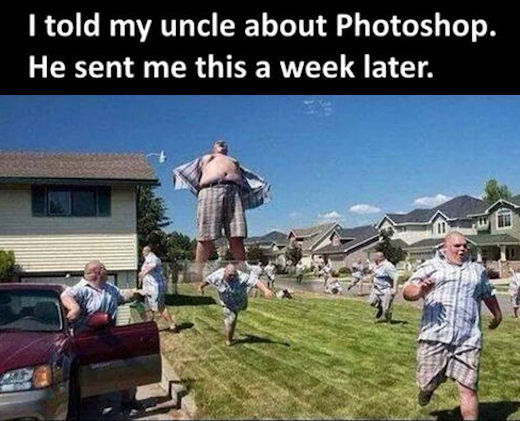 I told my uncle about Photoshop.
He sent me this a week later.